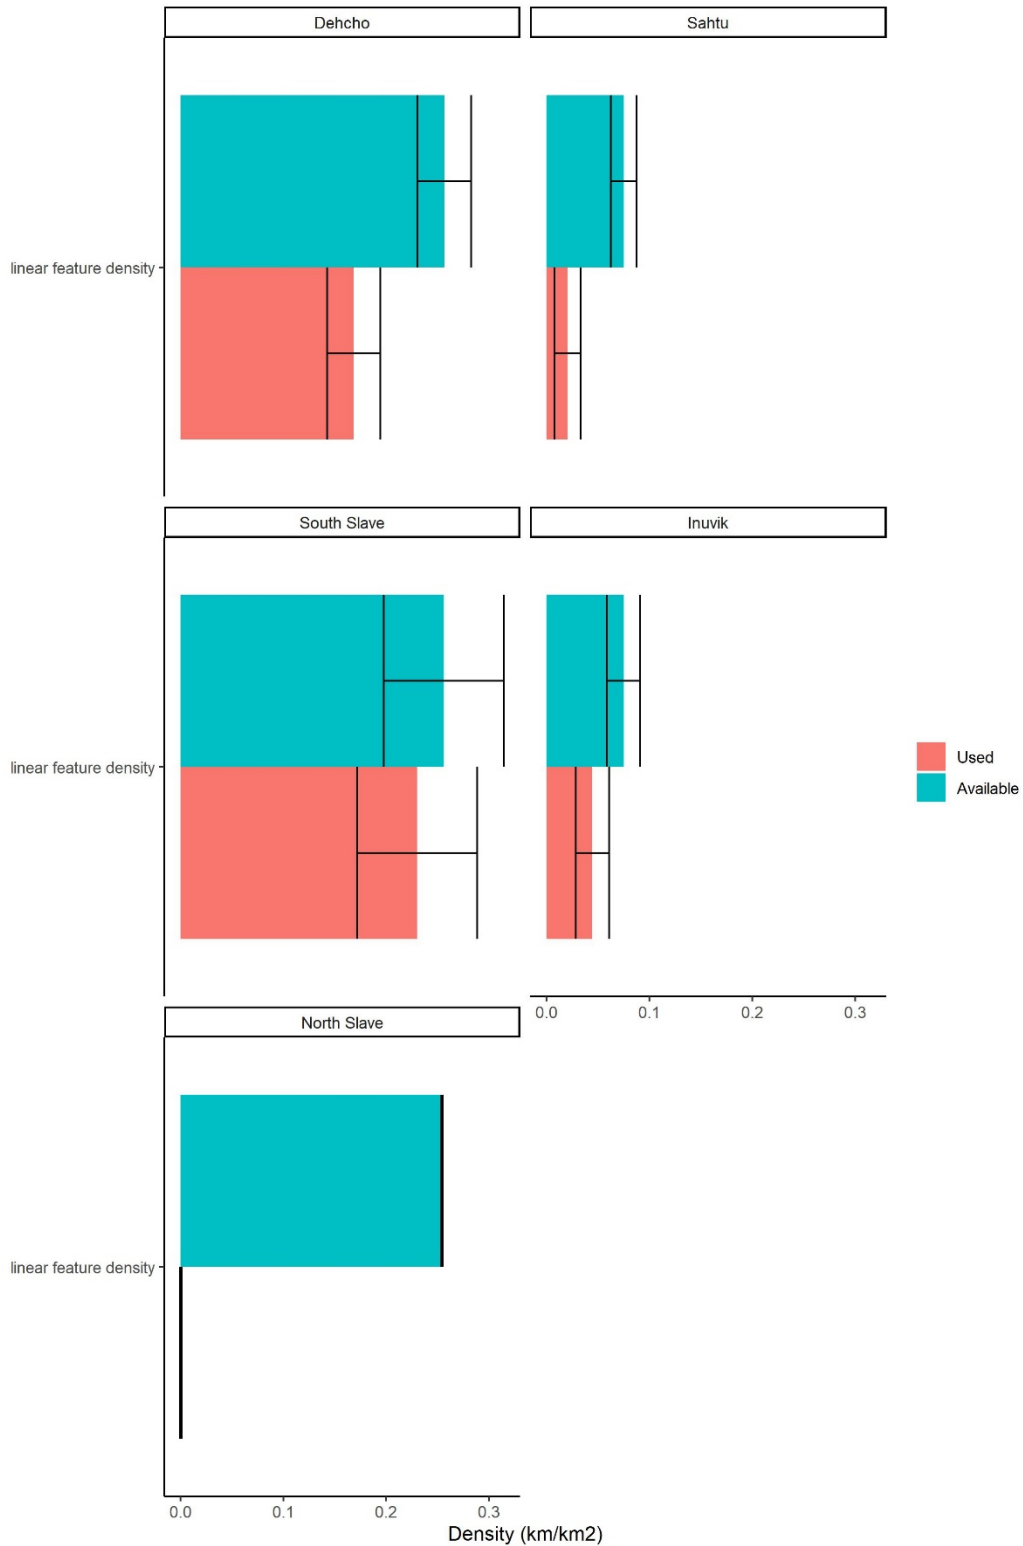 Dehcho
Sahtu
linear feature density
South Slave
Inuvik
linear feature density
Used
Available
0.0 0.1 0.2 0.3
North Slave
linear feature density
0.0 0.1 0.2 0.3
Density (km/km2)